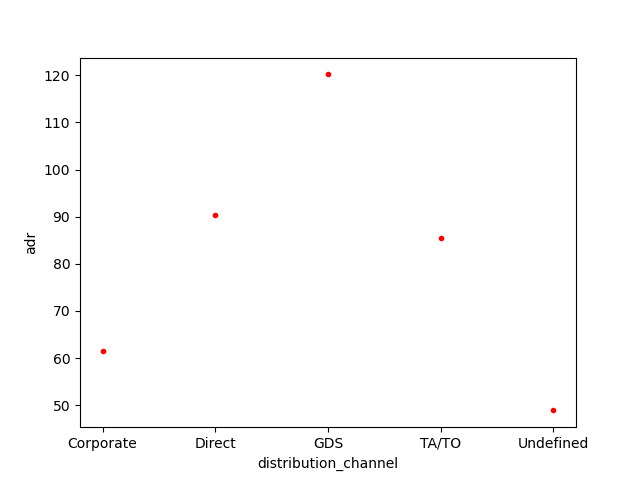 120
110
100
90
80
70
60
50
adr
Corporate Direct GDS TA/TO Undefined
distribution_channel